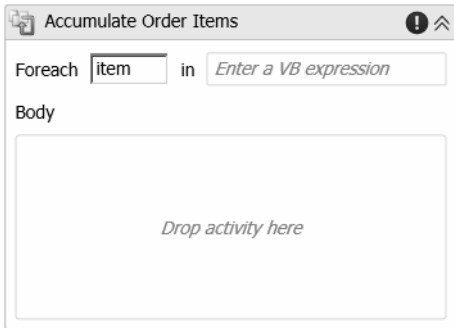 Accumulate Order Items
Foreach item in Enter a VB expression
Body
Drop activity here